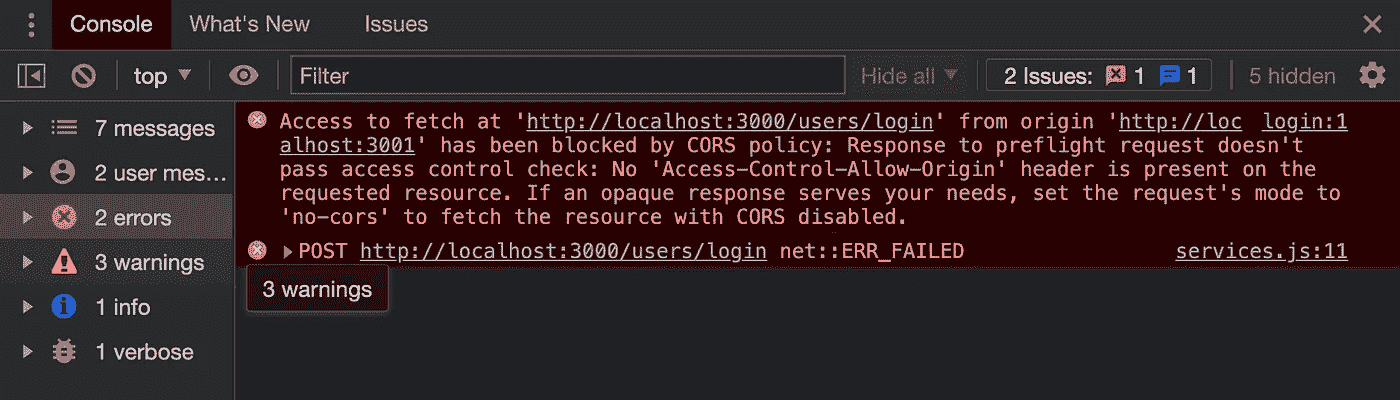 Console What's New Issues
top Filter Hide all 2 Issues: 1 1 5 hidden
7 messages
2 user mes...
2 errors
3 warnings
1 info
1 verbose
Access to fetch at 'http://localhost:3000/users/login' from origin 'http://loc login:1
alhost:3001' has been blocked by CORS policy: Response to preflight request doesn't
pass access control check: No 'Access-Control-Allow-Origin' header is present on the
requested resource. If an opaque response serves your needs, set the request's mode to
'no-cors' to fetch the resource with CORS disabled.
POST http://localhost:3000/users/login net::ERR_FAILED services.js:11
3 warnings